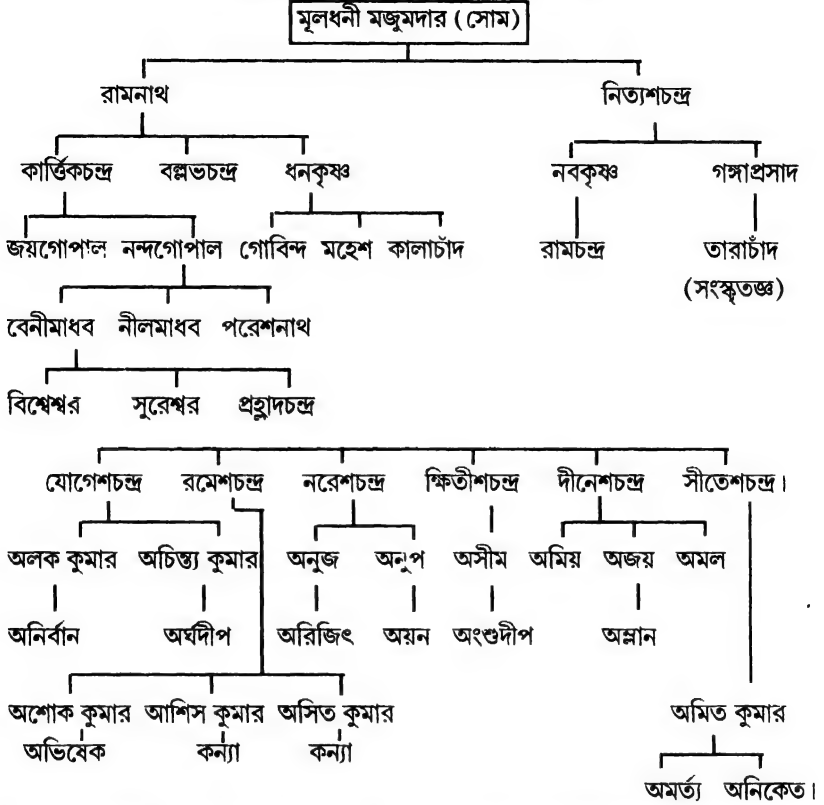 মূলধনী মজুমদার (সোম)
রামনাথ নিত্যশচন্দ্র
কার্ত্তিকচন্দ্র বল্লভচন্দ্র ধনকৃষ্ণ নবকৃষ্ণ গঙ্গাপ্রসাদ
জয়গোপাল নন্দগোপাল গোবিন্দ মহেশ কালাচাঁদ রামচন্দ্র তারাচাঁদ
(সংস্কৃতজ্ঞ)
বেনীমাধব নীলমাধব পরেশনাথ
বিশ্বেশ্বর সুরেশ্বর প্রহ্লাদচন্দ্র
যোগেশচন্দ্র রমেশচন্দ্র নরেশচন্দ্র ক্ষিতীশচন্দ্র দীনেশচন্দ্র সীতেশচন্দ্র।
অলক কুমার অচিন্ত্য কুমার অনুজ অনুপ অসীম অমিয় অজয় অমল
অনির্বান অর্ঘদীপ অরিজিৎ অয়ন অংশুদীপ অম্লান
অশোক কুমার আশিস কুমার অসিত কুমার অমিত কুমার
অভিষেক কন্যা কন্যা
অমর্ত্য অনিকেত।